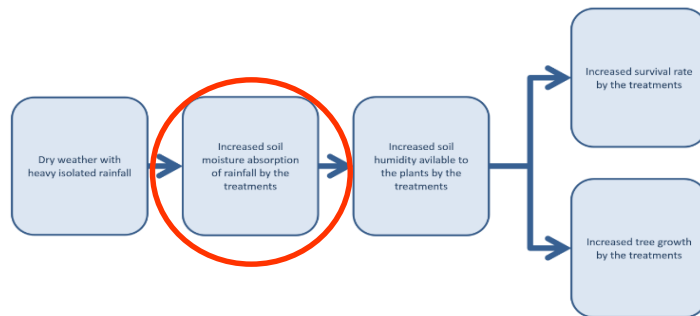 Dry weather with
heavy isolated rainfall
Increased soil
moisture absorption
of rainfall by the
treatments
Increased soil
humidity avilable to
the plants by the
treatments
Increased survival rate
by the treatments
Increased tree growth
by the treatments